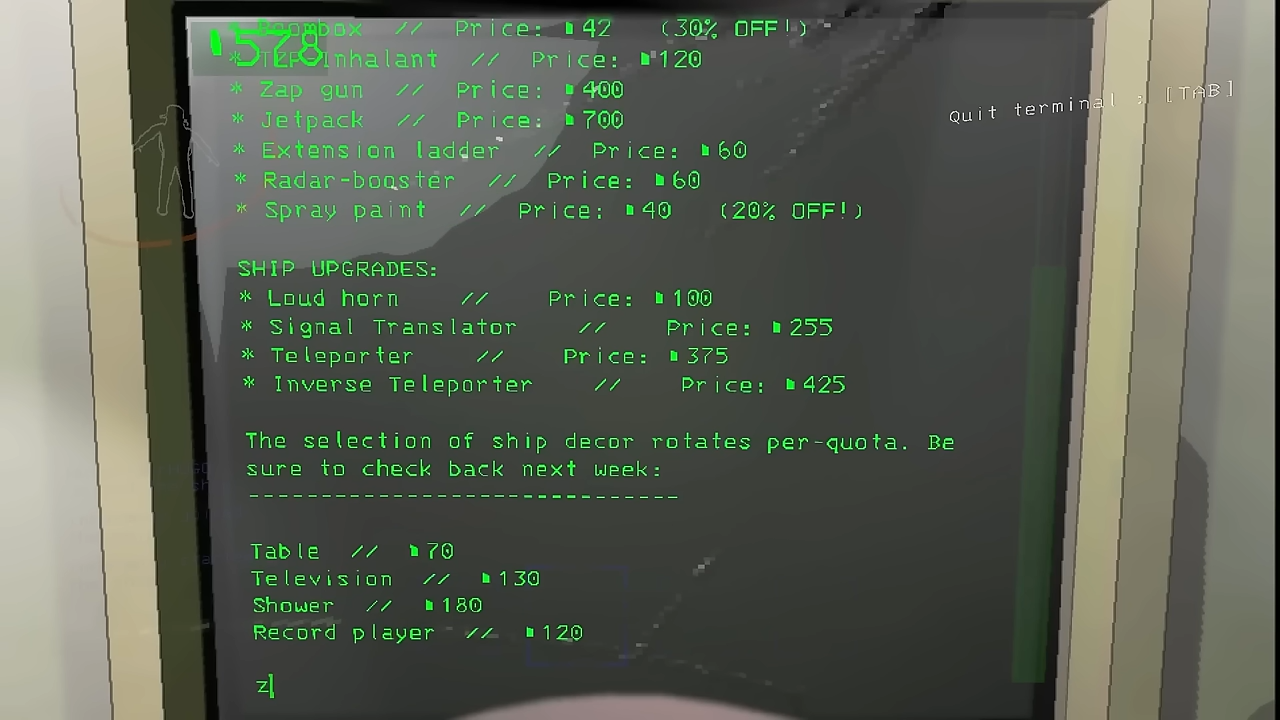 * Boombox // Price: 42 (30% OFF!)
578
* TZP-Inhalant // Price: 120
* Zap gun // Price: 400
* Jetpack // Price: 700
Quit terminal : [TAB]
* Extension ladder // Price: 60
* Radar-booster // Price: 60
* Spray paint // Price: 40 (20% OFF!)
SHIP UPGRADES:
* Loud horn // Price: 100
* Signal Translator // Price: 255
* Teleporter // Price: 375
* Inverse Teleporter // Price: 425
The selection of ship decor rotates per-quota. Be
sure to check back next week:
------------------------------
Table // 70
Television // 130
Shower // 180
Record player // 120
z